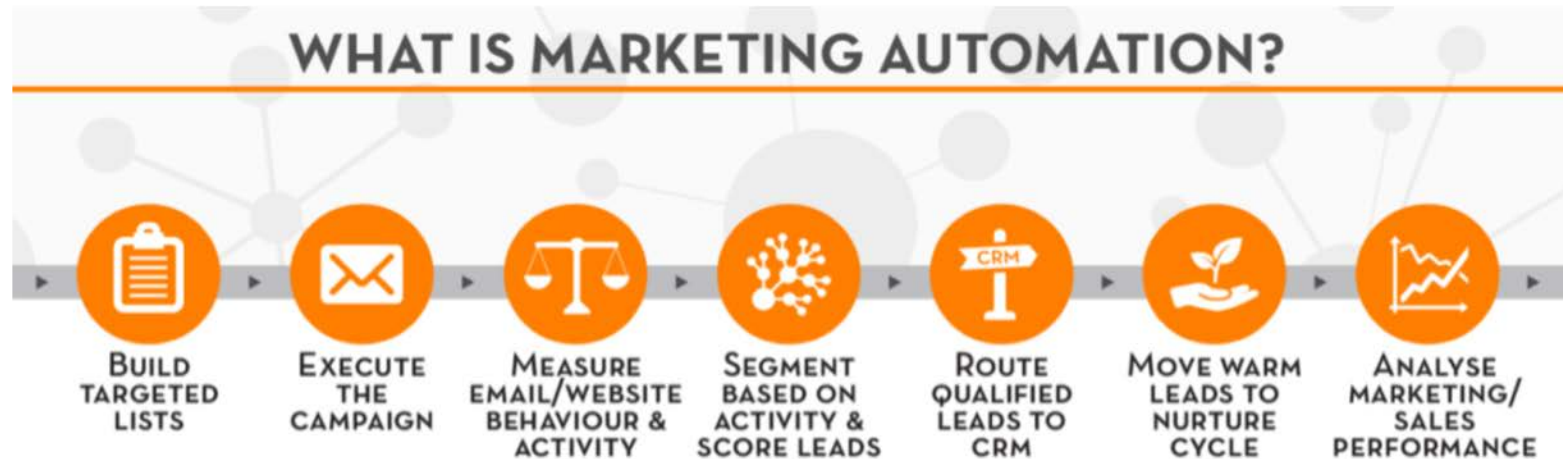 WHAT IS MARKETING AUTOMATION?
CRM
BUILD
TARGETED
LISTS
EXECUTE
THE
CAMPAIGN
MEASURE
EMAIL/WEBSITE
BEHAVIOUR &
ACTIVITY
SEGMENT
BASED ON
ACTIVITY &
SCORE LEADS
ROUTE
QUALIFIED
LEADS TO
CRM
MOVE WARM
LEADS TO
NURTURE
CYCLE
ANALYSE
MARKETING/
SALES
PERFORMANCE